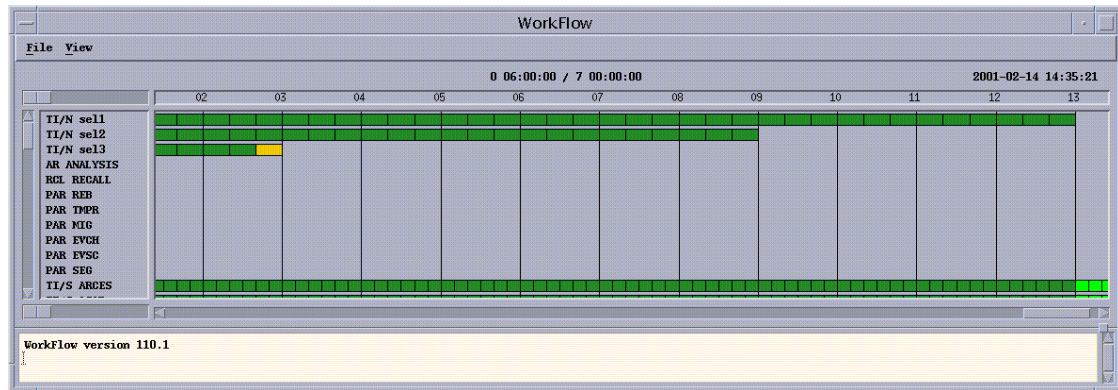 WorkFlow
File View
0 06:00:00 / 7 00:00:00 2001-02-14 14:35:21
02 03 04 05 06 07 08 09 10 11 12 13
TI/N sel1
TI/N sel2
TI/N sel3
AR ANALYSIS
RCL RECALL
PAR REB
PAR TMPR
PAR MIG
PAR EVCH
PAR EVSC
PAR SEG
TI/S ARCES
WorkFlow version 110.1